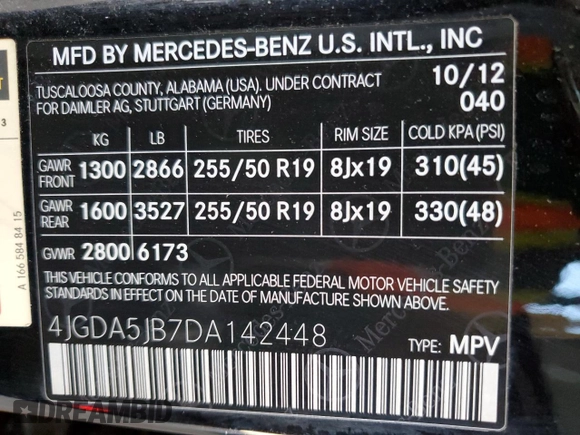 MFD BY MERCEDES-BENZ U.S. INTL., INC
TUSCALOOSA COUNTY, ALABAMA (USA). UNDER CONTRACT
FOR DAIMLER AG, STUTTGART (GERMANY)
10/12
040
KG LB TIRES RIM SIZE COLD KPA (PSI)
GAWR FRONT 1300 2866 255/50 R19 8Jx19 310(45)
GAWR REAR 1600 3527 255/50 R19 8Jx19 330(48)
GVWR 2800 6173
THIS VEHICLE CONFORMS TO ALL APPLICABLE FEDERAL MOTOR VEHICLE SAFETY
STANDARDS IN EFFECT ON THE DATE OF MANUFACTURE SHOWN ABOVE.
4JGDA5JB7DA142448
TYPE: MPV
A 166 584 84 15
Mercedes-Benz
DREAMBID